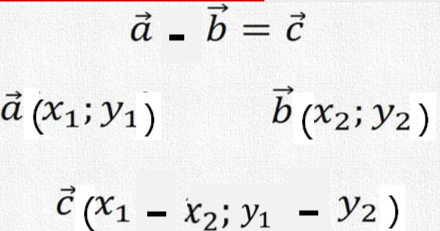 a⃗ - b⃗ = c⃗
a⃗ (x₁; y₁) b⃗ (x₂; y₂)
c⃗ (x₁ - x₂; y₁ - y₂)